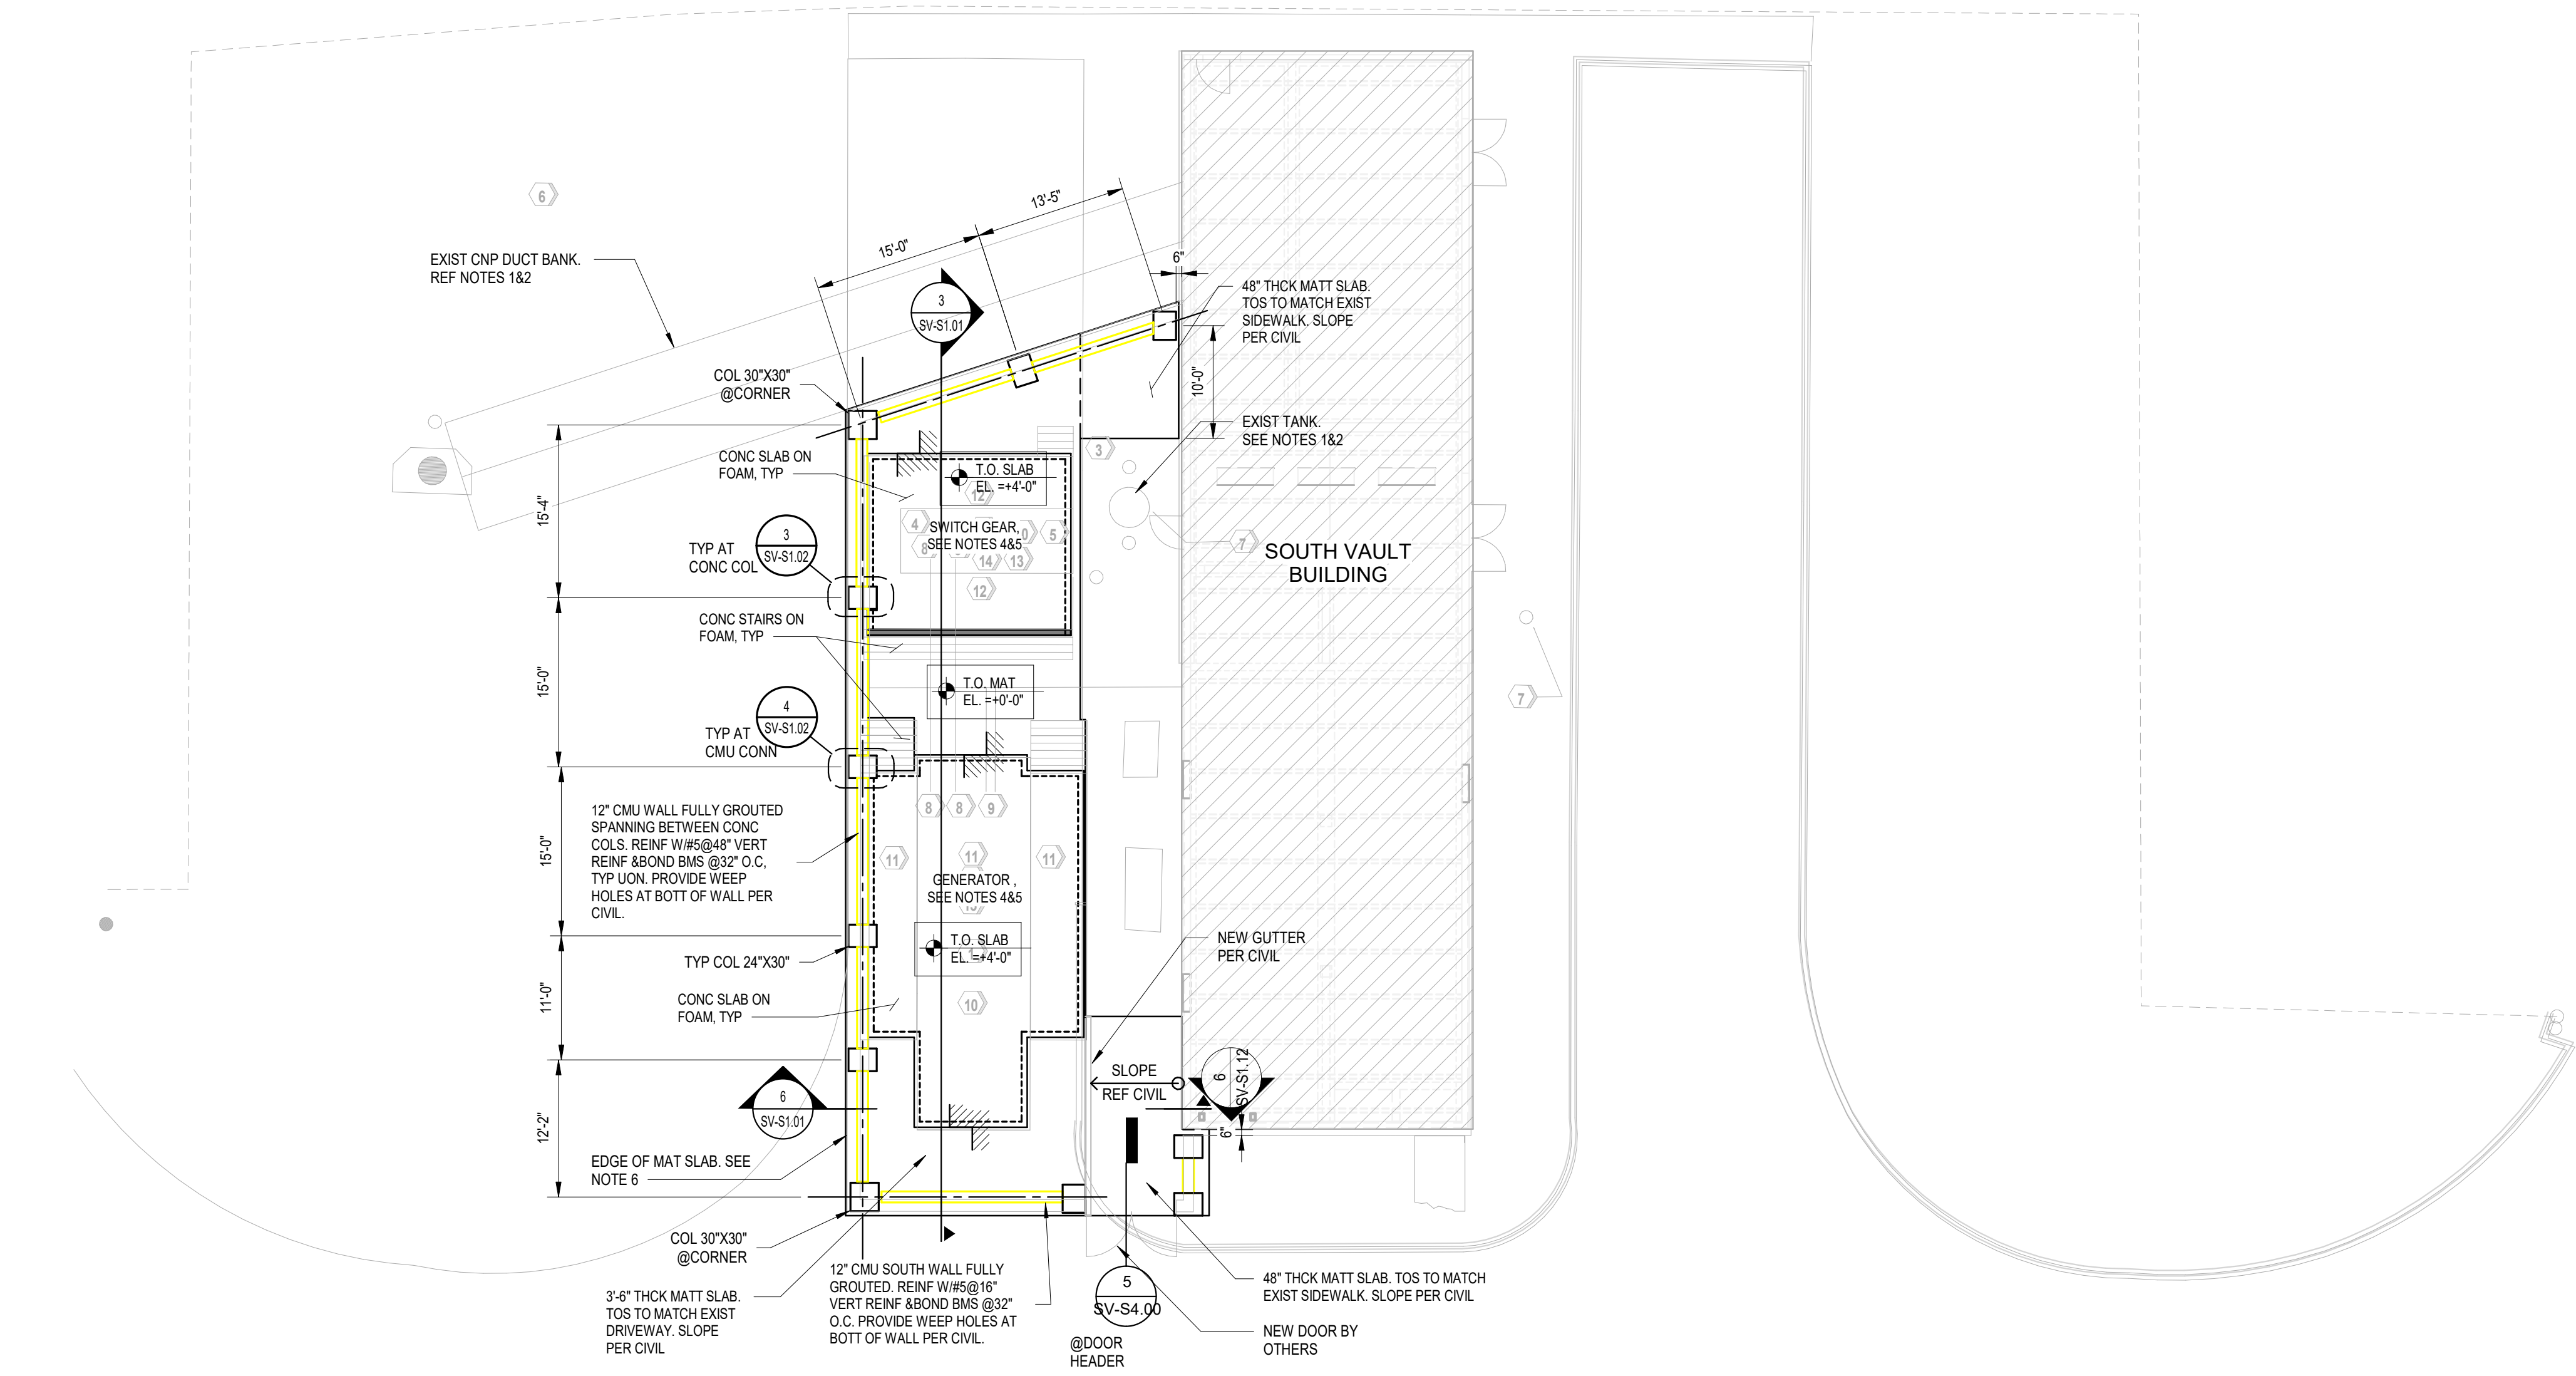 6
13'-5"
15'-0"
6"
EXIST CNP DUCT BANK.
REF NOTES 1&2
3
SV-S1.01
48" THCK MATT SLAB.
TOS TO MATCH EXIST
SIDEWALK. SLOPE
PER CIVIL
COL 30"X30"
@CORNER
10'-0"
EXIST TANK.
SEE NOTES 1&2
3
CONC SLAB ON
FOAM, TYP
T.O. SLAB
EL. =+4'-0"
12
15'-4"
4
SWITCH GEAR,
SEE NOTES 4&5
0
5
8
14
13
12
7
SOUTH VAULT
BUILDING
3
SV-S1.02
TYP AT
CONC COL
CONC STAIRS ON
FOAM, TYP
15'-0"
T.O. MAT
EL. =+0'-0"
7
4
SV-S1.02
TYP AT
CMU CONN
12" CMU WALL FULLY GROUTED
SPANNING BETWEEN CONC
COLS. REINF W/#5@48" VERT
REINF &BOND BMS @32" O.C,
TYP UON. PROVIDE WEEP
HOLES AT BOTT OF WALL PER
CIVIL.
15'-0"
8
8
9
11
11
11
GENERATOR ,
SEE NOTES 4&5
T.O. SLAB
EL. =+4'-0"
NEW GUTTER
PER CIVIL
TYP COL 24"X30"
11'-0"
CONC SLAB ON
FOAM, TYP
10
SLOPE
REF CIVIL
6
SV-S1.12
6"
6
SV-S1.01
12'-2"
EDGE OF MAT SLAB. SEE
NOTE 6
COL 30"X30"
@CORNER
3'-6" THCK MATT SLAB.
TOS TO MATCH EXIST
DRIVEWAY. SLOPE
PER CIVIL
12" CMU SOUTH WALL FULLY
GROUTED. REINF W/#5@16"
VERT REINF &BOND BMS @32"
O.C. PROVIDE WEEP HOLES AT
BOTT OF WALL PER CIVIL.
5
SV-S4.00
@DOOR
HEADER
48" THCK MATT SLAB. TOS TO MATCH
EXIST SIDEWALK. SLOPE PER CIVIL
NEW DOOR BY
OTHERS